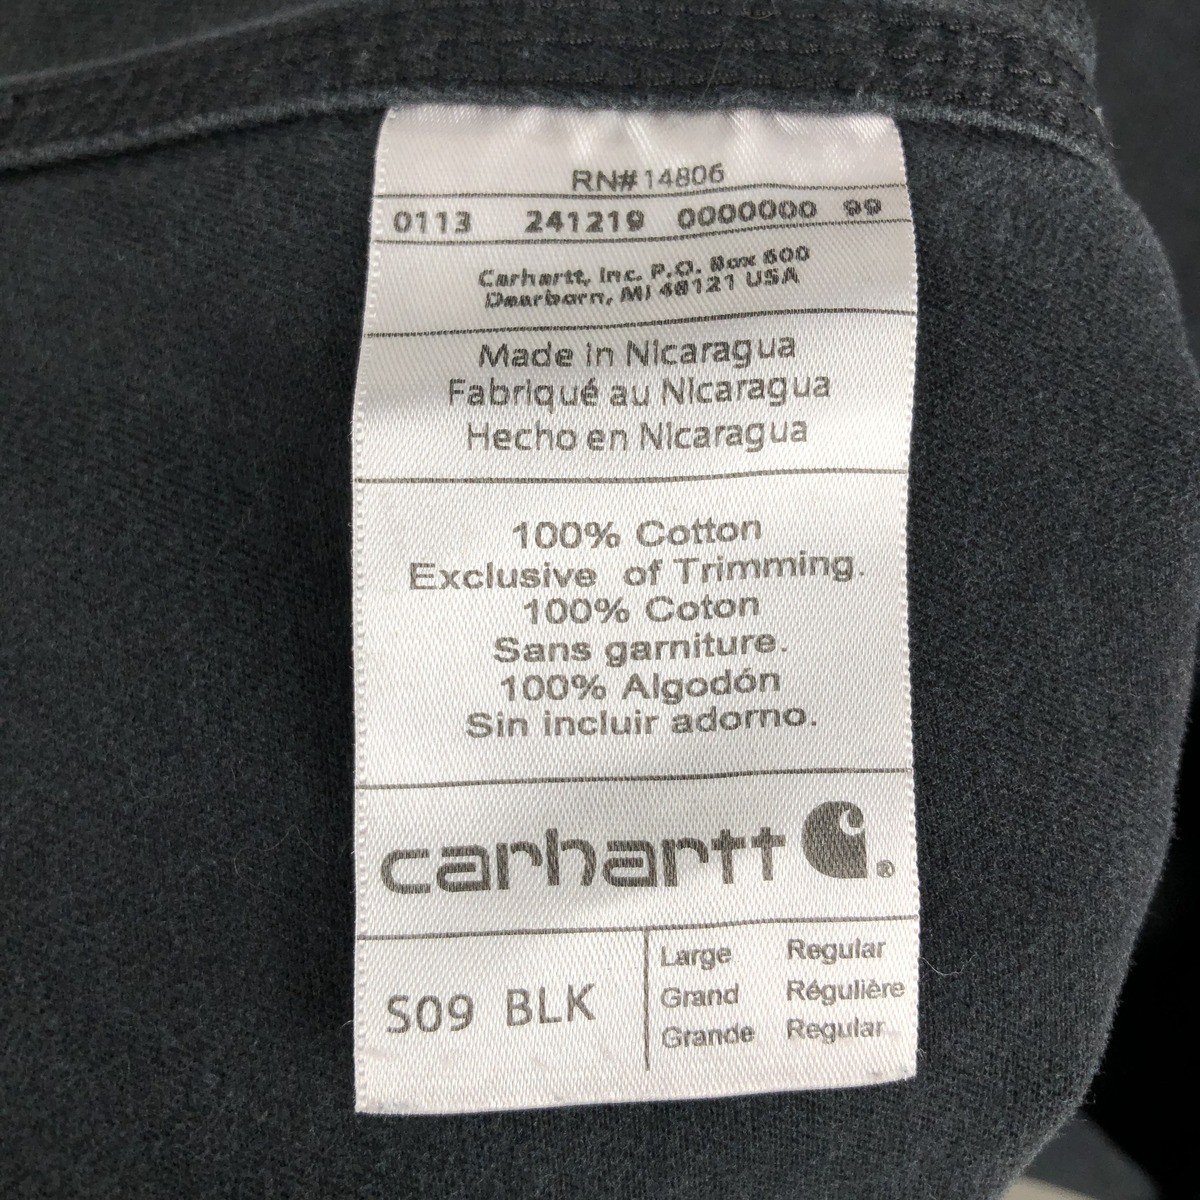 RN#14806
0113 241219 0000000 99
Carhartt, Inc. P.O. Box 600
Dearborn, MI 48121 USA
Made in Nicaragua
Fabriqué au Nicaragua
Hecho en Nicaragua
100% Cotton
Exclusive of Trimming.
100% Coton
Sans garniture.
100% Algodón
Sin incluir adorno.
carhartt ®
S09 BLK
Large Regular
Grand Régulière
Grande Regular